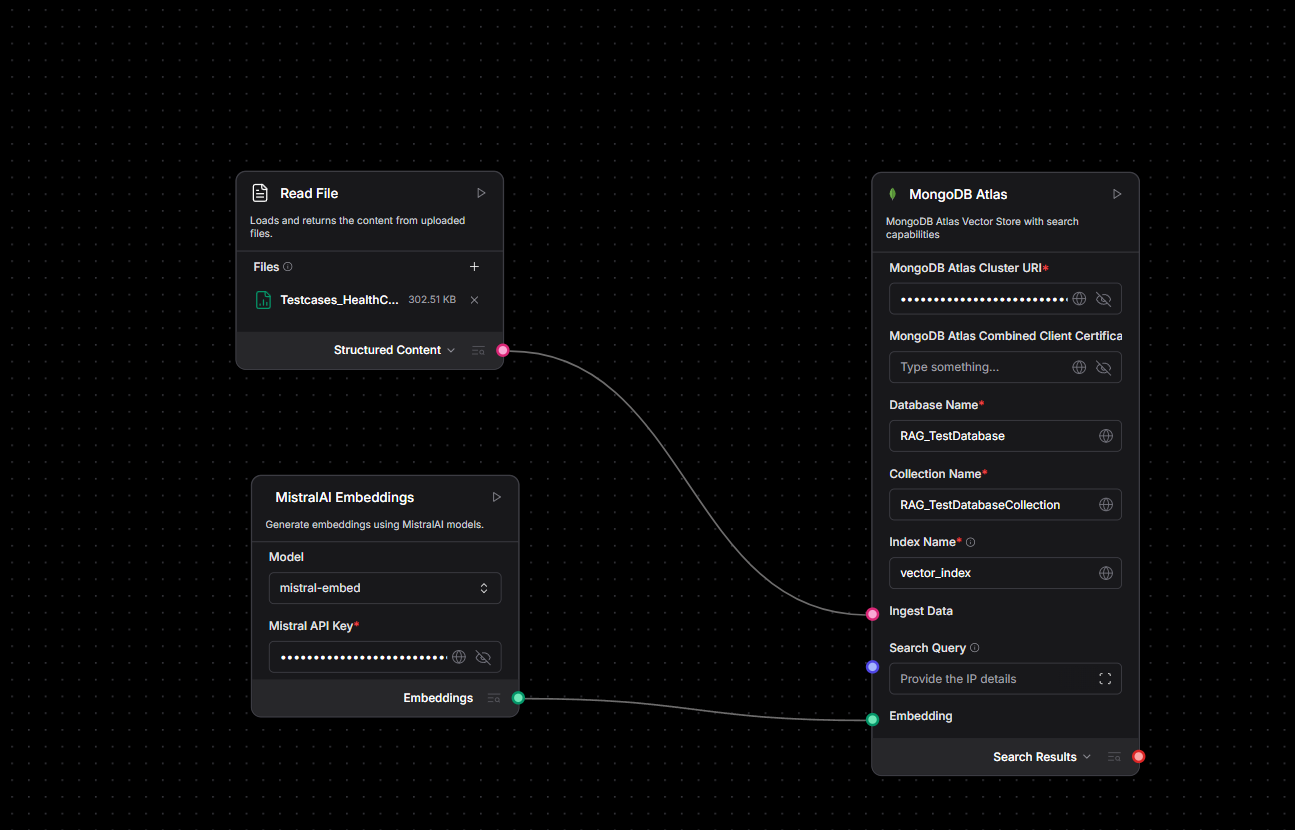 Read File
Loads and returns the content from uploaded
files.
Files
Testcases_HealthC... 302.51 KB
Structured Content
MistralAI Embeddings
Generate embeddings using MistralAI models.
Model
mistral-embed
Mistral API Key*
••••••••••••••••••••••••••
Embeddings
MongoDB Atlas
MongoDB Atlas Vector Store with search
capabilities
MongoDB Atlas Cluster URI*
••••••••••••••••••••••••••
MongoDB Atlas Combined Client Certifica
Type something...
Database Name*
RAG_TestDatabase
Collection Name*
RAG_TestDatabaseCollection
Index Name*
vector_index
Ingest Data
Search Query
Provide the IP details
Embedding
Search Results